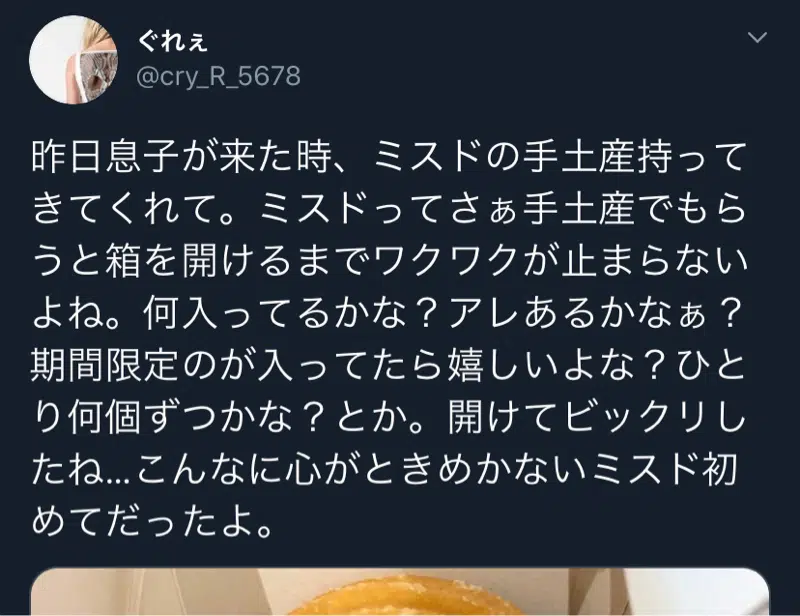 ぐれぇ
@cry_R_5678
昨日息子が来た時、ミスドの手土産持って
きてくれて。ミスドってさぁ手土産でもら
うと箱を開けるまでワクワクが止まらない
よね。何入ってるかな？アレあるかなぁ？
期間限定のが入ってたら嬉しいよな？ひと
り何個ずつかな？とか。開けてビックリし
たね…こんなに心がときめかないミスド初
めてだったよ。